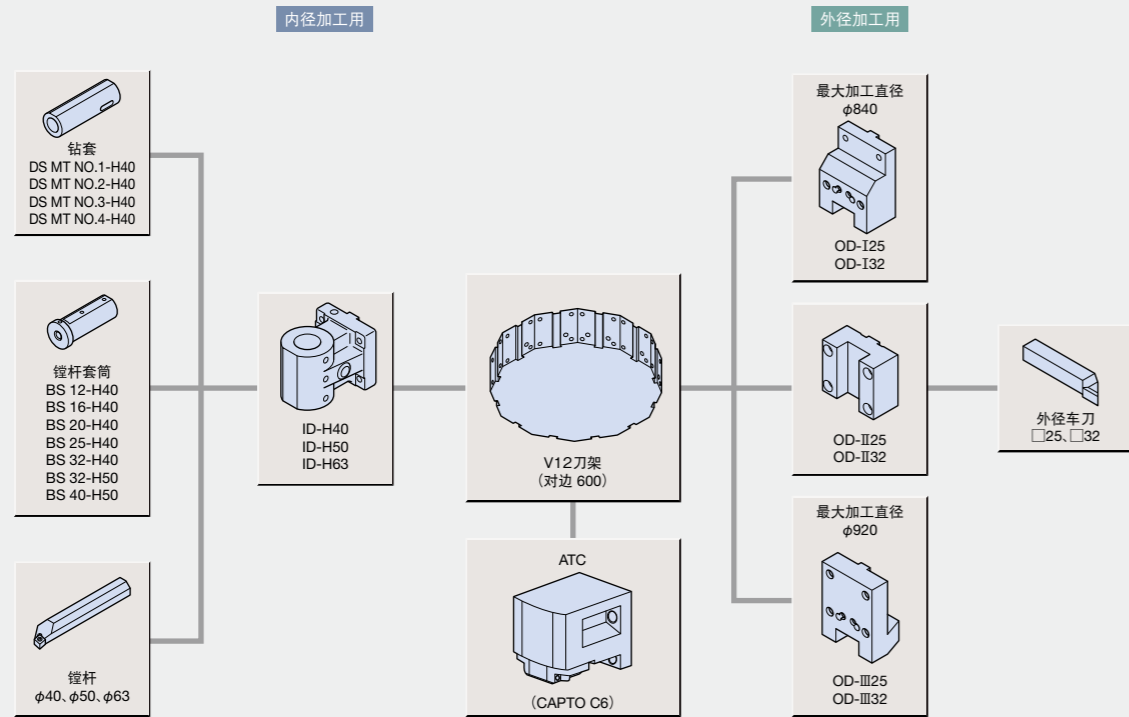 内径加工用
外径加工用
钻套
DS MT NO.1-H40
DS MT NO.2-H40
DS MT NO.3-H40
DS MT NO.4-H40
镗杆套筒
BS 12-H40
BS 16-H40
BS 20-H40
BS 25-H40
BS 32-H40
BS 32-H50
BS 40-H50
镗杆
φ40、φ50、φ63
ID-H40
ID-H50
ID-H63
V12刀架
（对边 600）
ATC
(CAPTO C6)
最大加工直径
φ840
OD-Ⅰ25
OD-Ⅰ32
OD-Ⅱ25
OD-Ⅱ32
最大加工直径
φ920
OD-Ⅲ25
OD-Ⅲ32
外径车刀
□25、□32